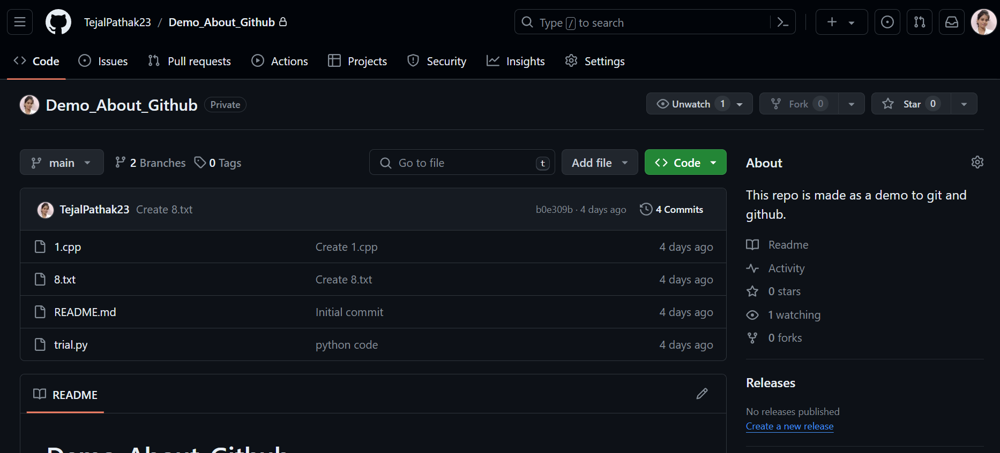 TejalPathak23 / Demo_About_Github
Type / to search
Code Issues Pull requests Actions Projects Security Insights Settings
Demo_About_Github Private
Unwatch 1 Fork 0 Star 0
main 2 Branches 0 Tags
Go to file t
Add file
Code
TejalPathak23 Create 8.txt b0e309b · 4 days ago 4 Commits
1.cpp Create 1.cpp 4 days ago
8.txt Create 8.txt 4 days ago
README.md Initial commit 4 days ago
trial.py python code 4 days ago
README
Demo_About_Github
About
This repo is made as a demo to git and
github.
Readme
Activity
0 stars
1 watching
0 forks
Releases
No releases published
Create a new release